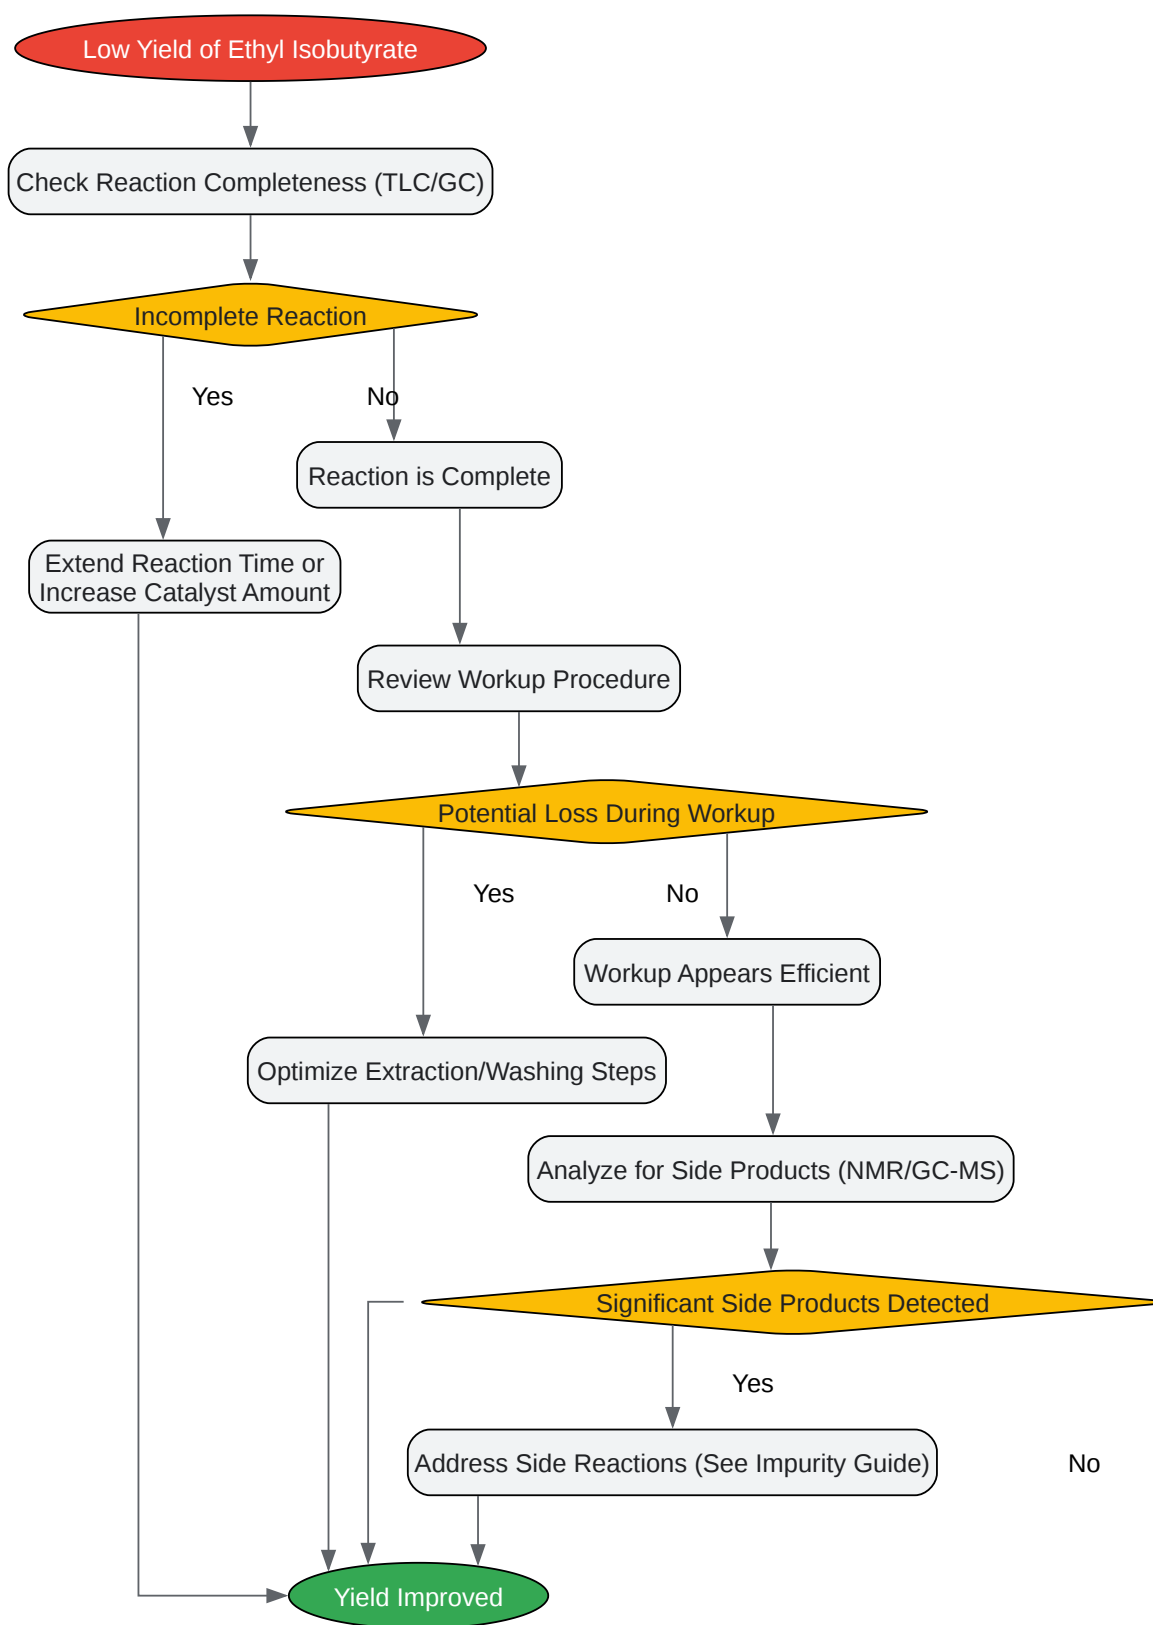 Low Yield of Ethyl Isobutyrate
Check Reaction Completeness (TLC/GC)
Incomplete Reaction
Yes
No
Reaction is Complete
Extend Reaction Time or
Increase Catalyst Amount
Review Workup Procedure
Potential Loss During Workup
Yes
No
Workup Appears Efficient
Optimize Extraction/Washing Steps
Analyze for Side Products (NMR/GC-MS)
Significant Side Products Detected
Yes
Address Side Reactions (See Impurity Guide)
No
Yield Improved